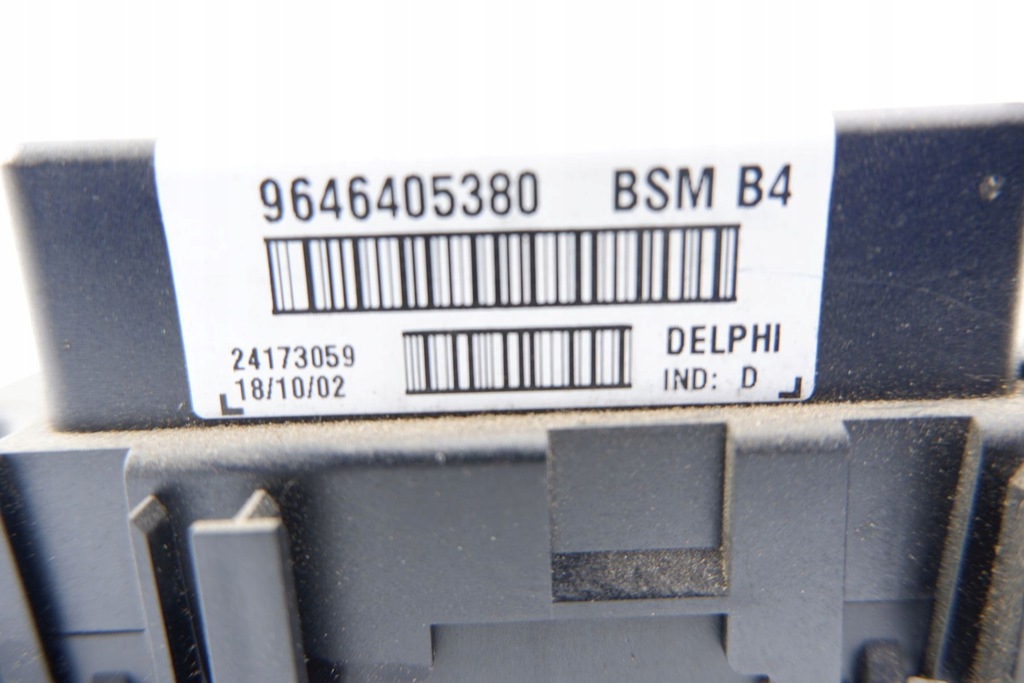 9646405380 BSM B4
24173059 DELPHI
18/10/02 IND: D